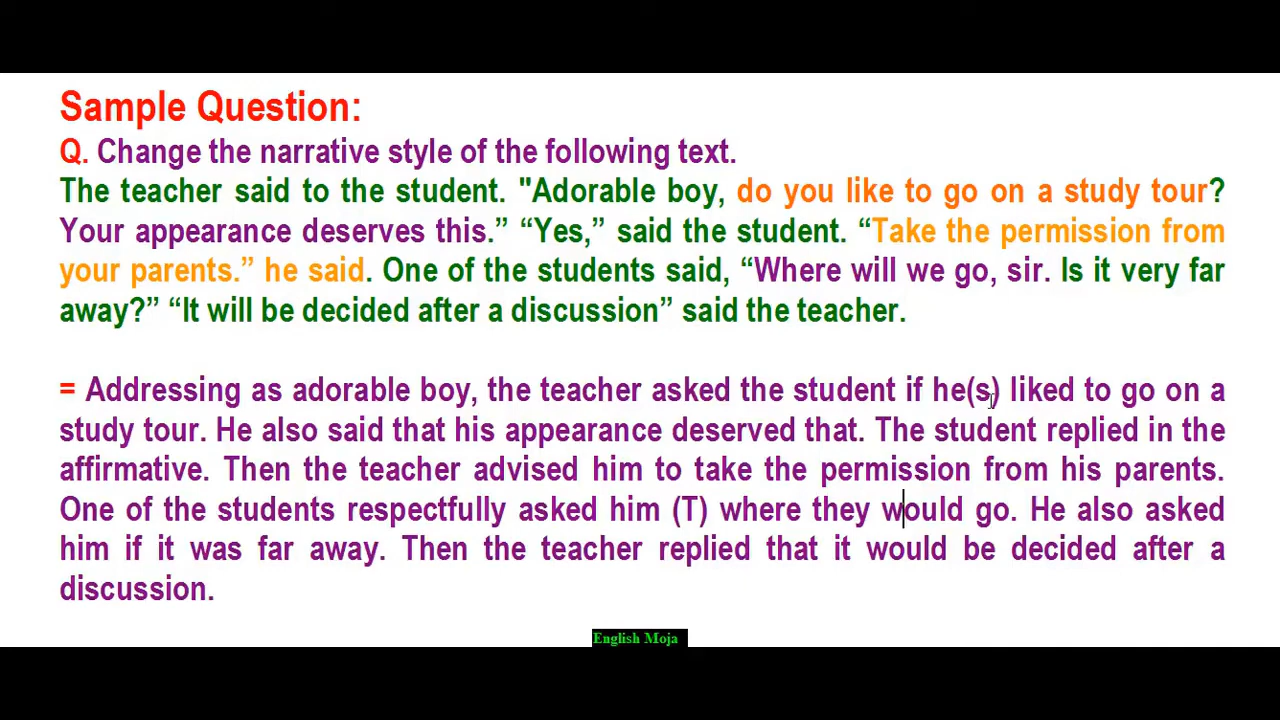 Sample Question:
Q. Change the narrative style of the following text.
The teacher said to the student. "Adorable boy, do you like to go on a study tour?
Your appearance deserves this.” “Yes,” said the student. “Take the permission from
your parents.” he said. One of the students said, “Where will we go, sir. Is it very far
away?” “It will be decided after a discussion” said the teacher.
= Addressing as adorable boy, the teacher asked the student if he(s) liked to go on a
study tour. He also said that his appearance deserved that. The student replied in the
affirmative. Then the teacher advised him to take the permission from his parents.
One of the students respectfully asked him (T) where they would go. He also asked
him if it was far away. Then the teacher replied that it would be decided after a
discussion.
English Moja